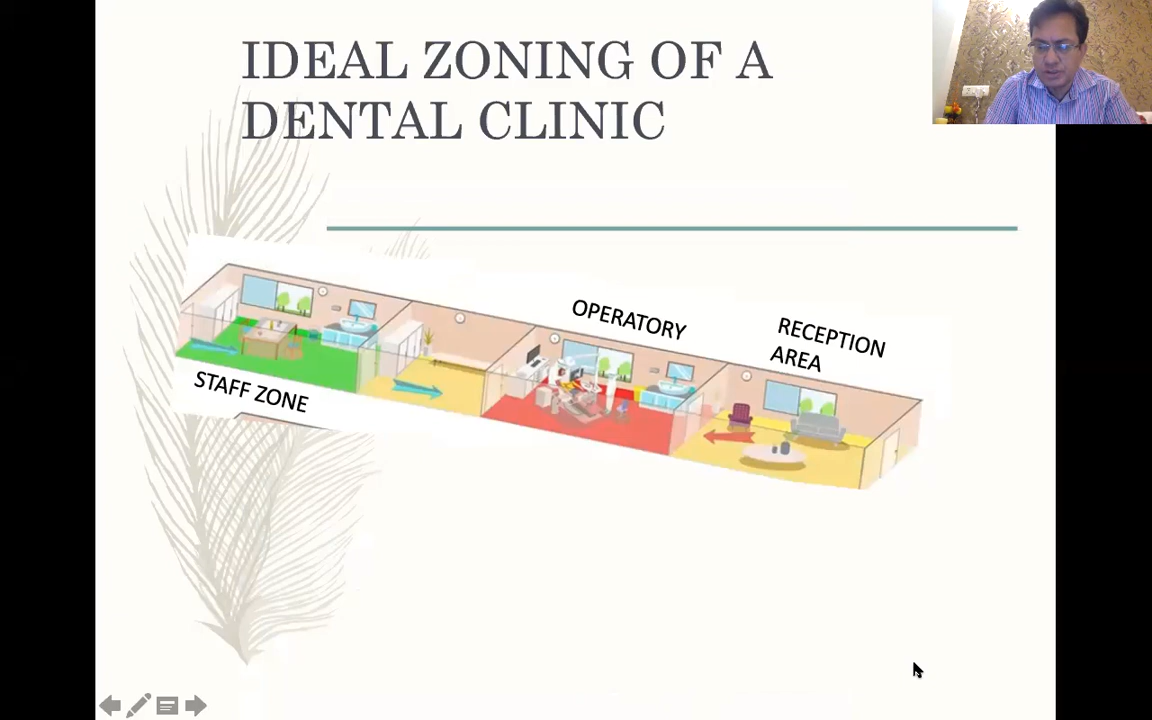 IDEAL ZONING OF A
DENTAL CLINIC
OPERATORY
RECEPTION
AREA
STAFF ZONE